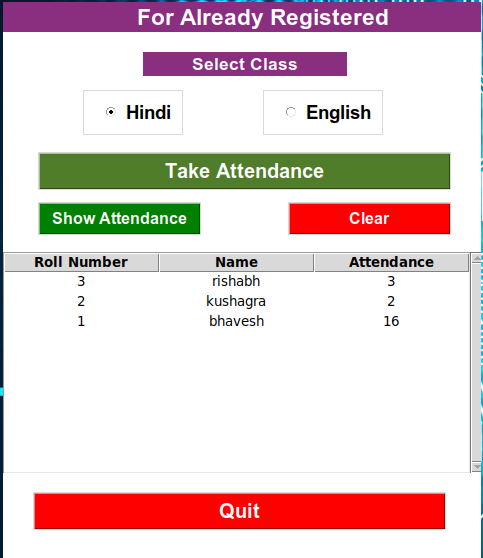 For Already Registered
Select Class
Hindi English
Take Attendance
Show Attendance Clear
Roll Number Name Attendance
3 rishabh 3
2 kushagra 2
1 bhavesh 16
Quit